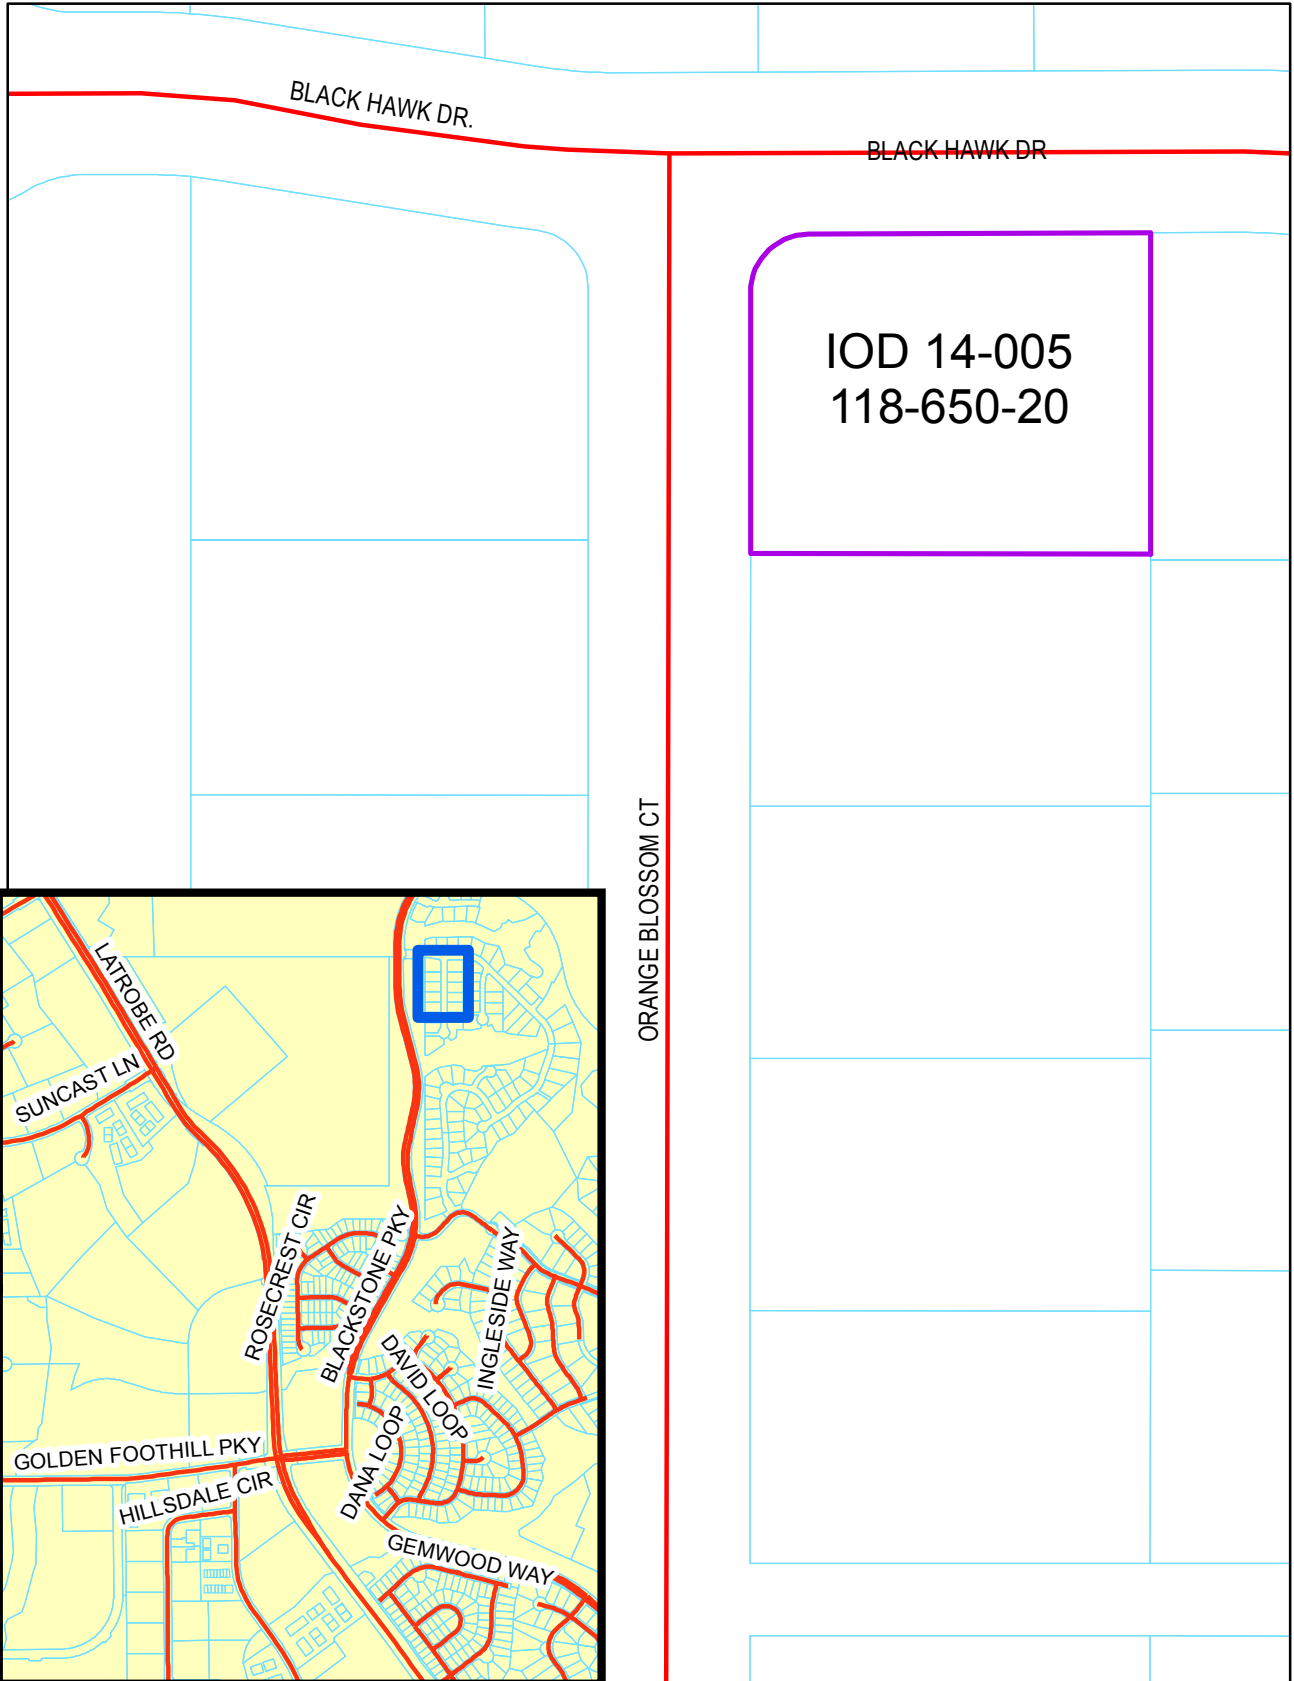 BLACK HAWK DR.
BLACK HAWK DR
IOD 14-005
118-650-20
ORANGE BLOSSOM CT
LATROBE RD
SUNCAST LN
ROSECREST CIR
BLACKSTONE PKY
INGLESIDE WAY
DAVID LOOP
DANA LOOP
GOLDEN FOOTHILL PKY
HILLSDALE CIR
GEMWOOD WAY